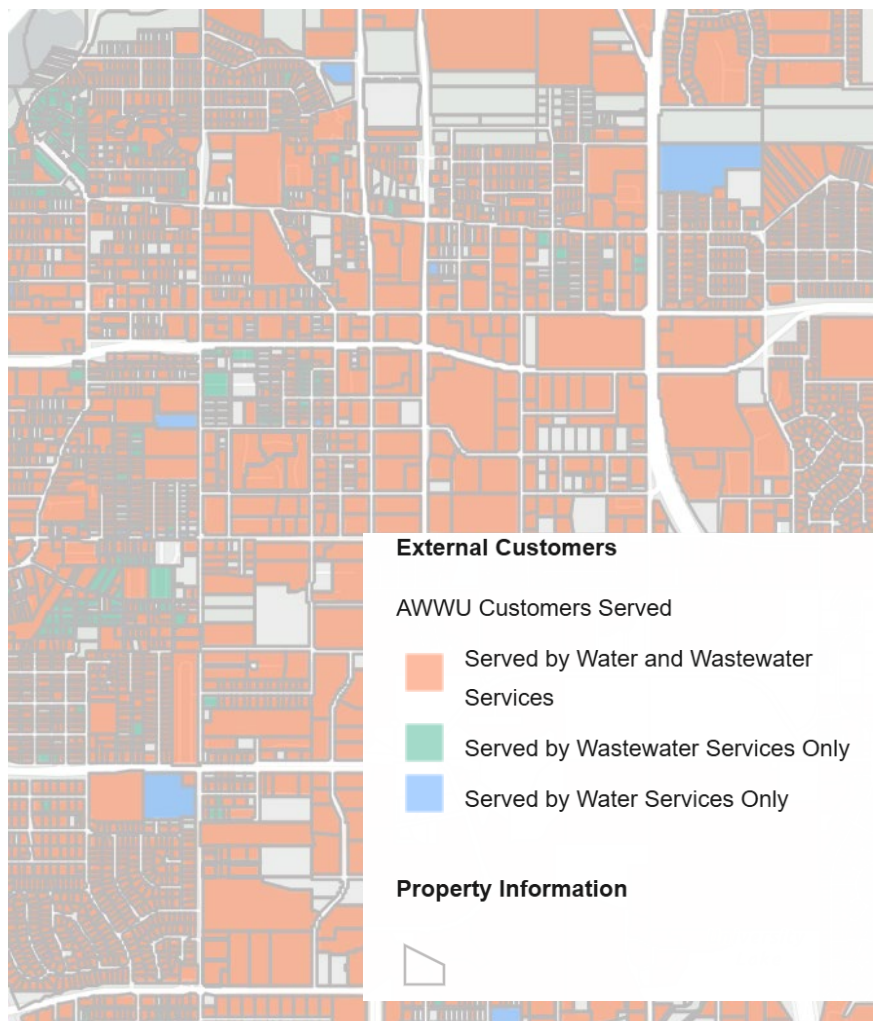 External Customers
AWWU Customers Served
Served by Water and Wastewater
Services
Served by Wastewater Services Only
Served by Water Services Only
Property Information